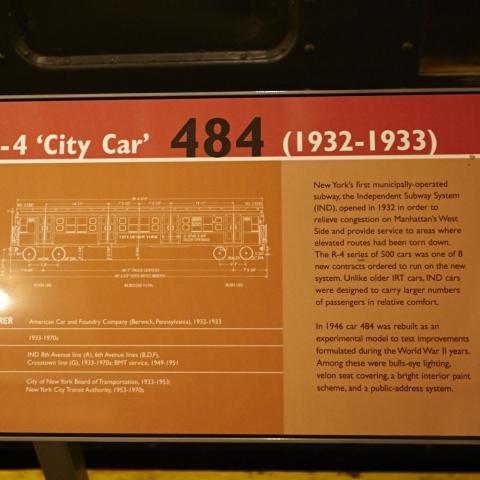 -4 'City Car' 484 (1932-1933)
CITY OF NEW YORK
RER
American Car and Foundry Company (Berwick, Pennsylvania), 1932-1933
1933-1970s
IND 8th Avenue line (A), 6th Avenue lines (B,D,F),
Crosstown line (G), 1933-1970s; BMT service, 1949-1951
City of New York Board of Transportation, 1933-1953;
New York City Transit Authority, 1953-1970s
New York's first municipally-operated
subway, the Independent Subway System
(IND), opened in 1932 in order to
relieve congestion on Manhattan's West
Side and provide service to areas where
elevated routes had been torn down.
The R-4 series of 500 cars was one of 8
new contracts ordered to run on the new
system. Unlike older IRT cars, IND cars
were designed to carry larger numbers
of passengers in relative comfort.
In 1946 car 484 was rebuilt as an
experimental model to test improvements
formulated during the World War II years.
Among these were bulls-eye lighting,
velon seat covering, a bright interior paint
scheme, and a public-address system.